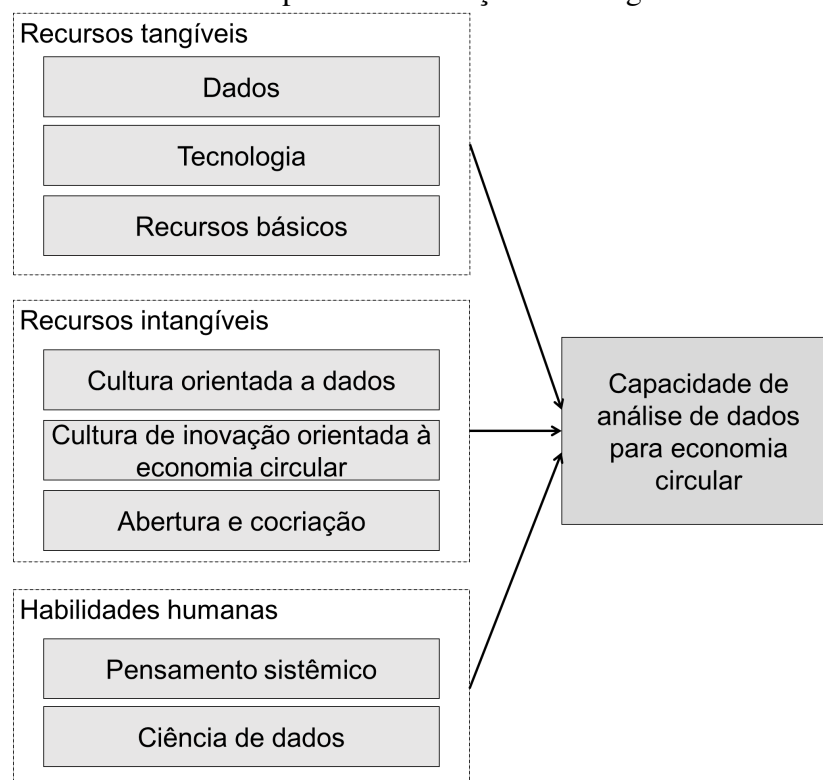 Recursos tangíveis
Dados
Tecnologia
Recursos básicos
Recursos intangíveis
Cultura orientada a dados
Cultura de inovação orientada à
economia circular
Abertura e cocriação
Habilidades humanas
Pensamento sistêmico
Ciência de dados
Capacidade de
análise de dados
para economia
circular